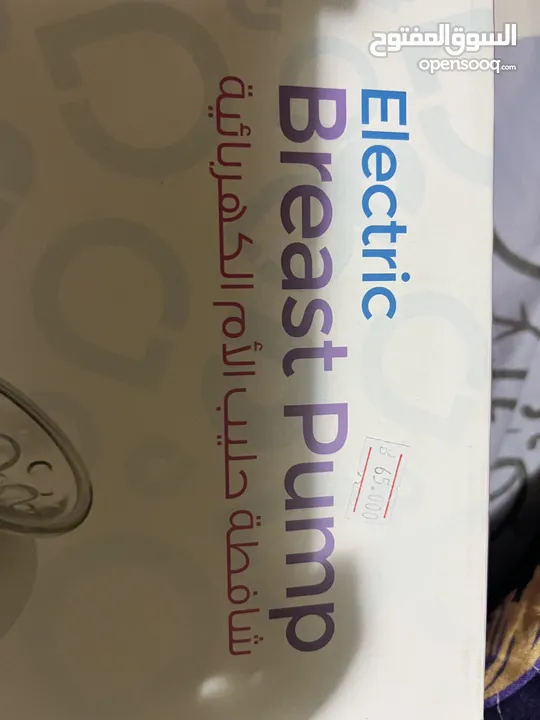 السوق المفتوح
opensooq.com
Electric
Breast Pump
شافطة حليب الأم الكهربائية
65.000